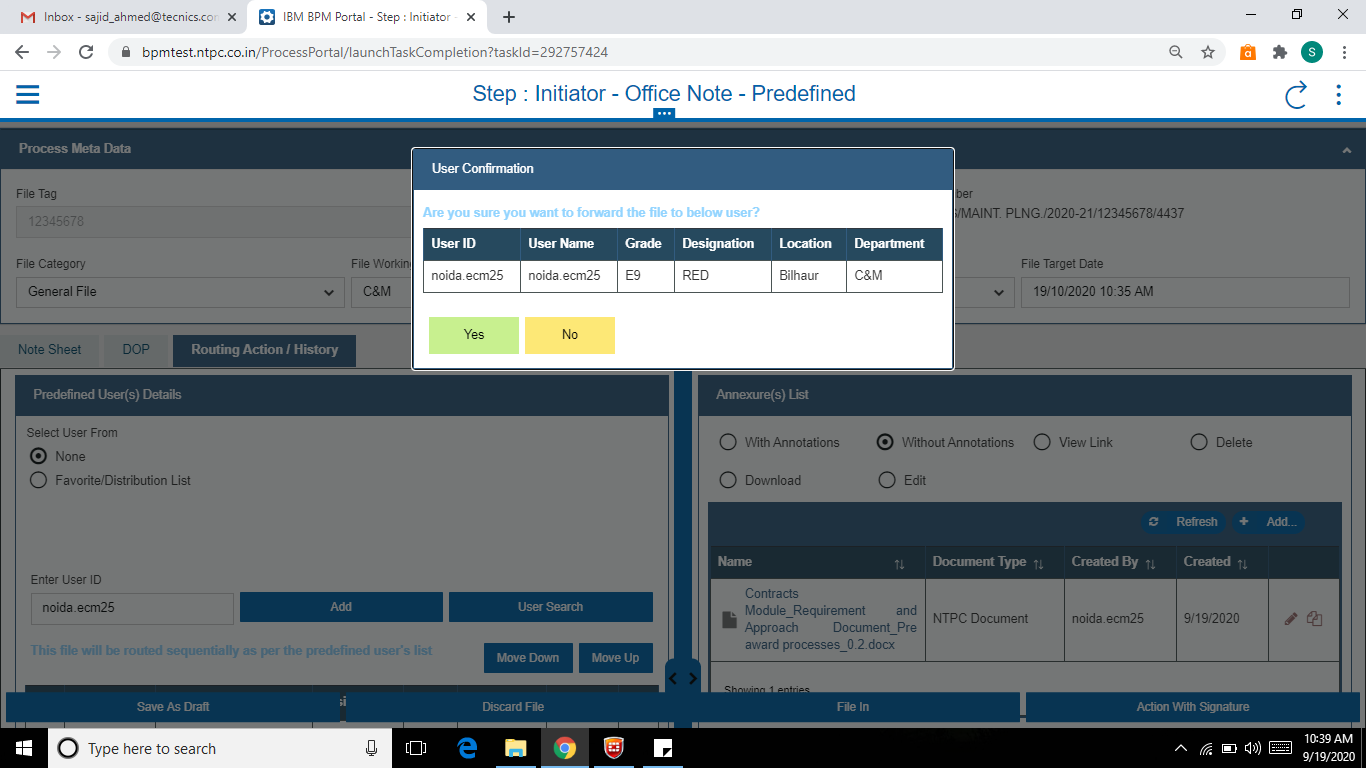 Inbox - sajid_ahmed@tecnics.con
IBM BPM Portal - Step : Initiator -
bpmtest.ntpc.co.in/ProcessPortal/launchTaskCompletion?taskId=292757424
S
Step : Initiator - Office Note - Predefined
Process Meta Data
User Confirmation
File Tag
ber
12345678
S/MAINT. PLNG./2020-21/12345678/4437
Are you sure you want to forward the file to below user?
User ID User Name Grade Designation Location Department
noida.ecm25 noida.ecm25 E9 RED Bilhaur C&M
File Category
File Workin
File Target Date
General File
C&M
19/10/2020 10:35 AM
Yes No
Note Sheet DOP Routing Action / History
Predefined User(s) Details
Select User From
None
Favorite/Distribution List
Enter User ID
noida.ecm25
Add
User Search
This file will be routed sequentially as per the predefined user's list
Move Down
Move Up
Annexure(s) List
With Annotations Without Annotations View Link Delete
Download Edit
Refresh Add...
Name Document Type Created By Created
Contracts
Module_Requirement and
Approach Document_Pre
award processes_0.2.docx
NTPC Document noida.ecm25 9/19/2020
Showing 1 entries
Save As Draft Discard File File In Action With Signature
Type here to search
10:39 AM
9/19/2020